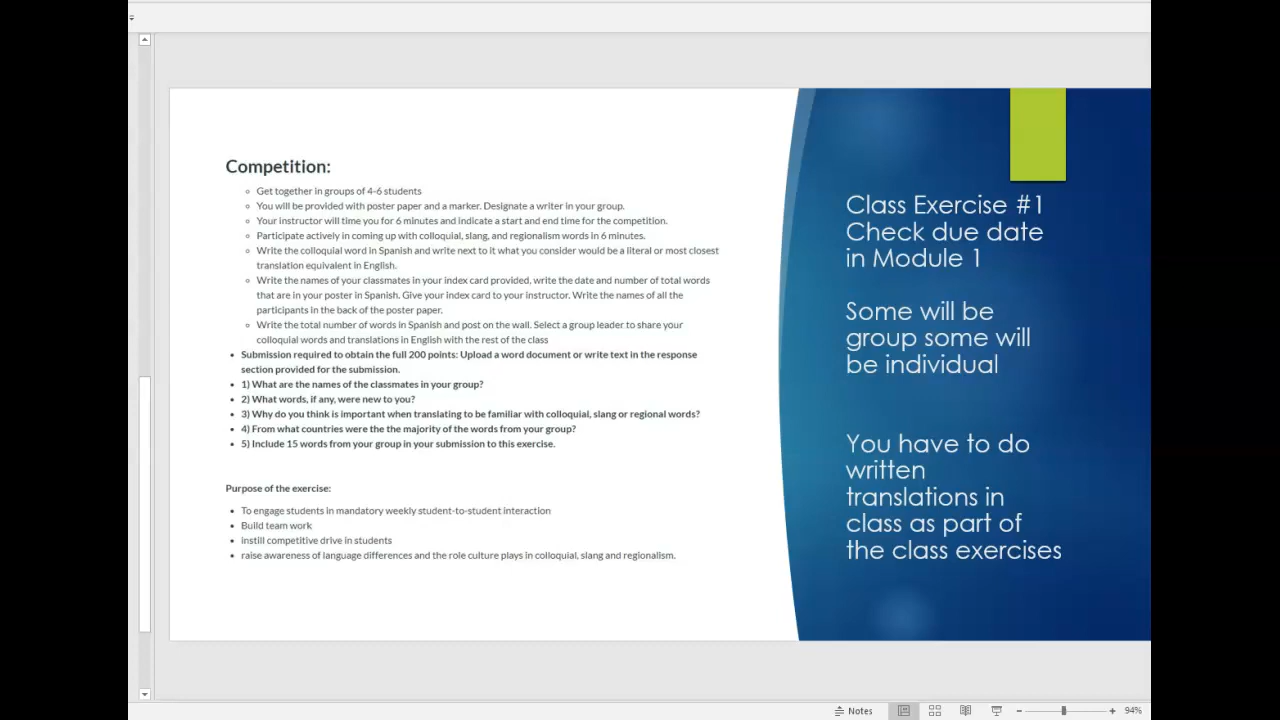 Competition:
Get together in groups of 4-6 students
You will be provided with poster paper and a marker. Designate a writer in your group.
Your instructor will time you for 6 minutes and indicate a start and end time for the competition.
Participate actively in coming up with colloquial, slang, and regionalism words in 6 minutes.
Write the colloquial word in Spanish and write next to it what you consider would be a literal or most closest
translation equivalent in English.
Write the names of your classmates in your index card provided, write the date and number of total words
that are in your poster in Spanish. Give your index card to your instructor. Write the names of all the
participants in the back of the poster paper.
Write the total number of words in Spanish and post on the wall. Select a group leader to share your
colloquial words and translations in English with the rest of the class
Submission required to obtain the full 200 points: Upload a word document or write text in the response
section provided for the submission.
1) What are the names of the classmates in your group?
2) What words, if any, were new to you?
3) Why do you think is important when translating to be familiar with colloquial, slang or regional words?
4) From what countries were the the majority of the words from your group?
5) Include 15 words from your group in your submission to this exercise.
Purpose of the exercise:
To engage students in mandatory weekly student-to-student interaction
Build team work
instill competitive drive in students
raise awareness of language differences and the role culture plays in colloquial, slang and regionalism.
Class Exercise #1
Check due date
in Module 1
Some will be
group some will
be individual
You have to do
written
translations in
class as part of
the class exercises
Notes
94%